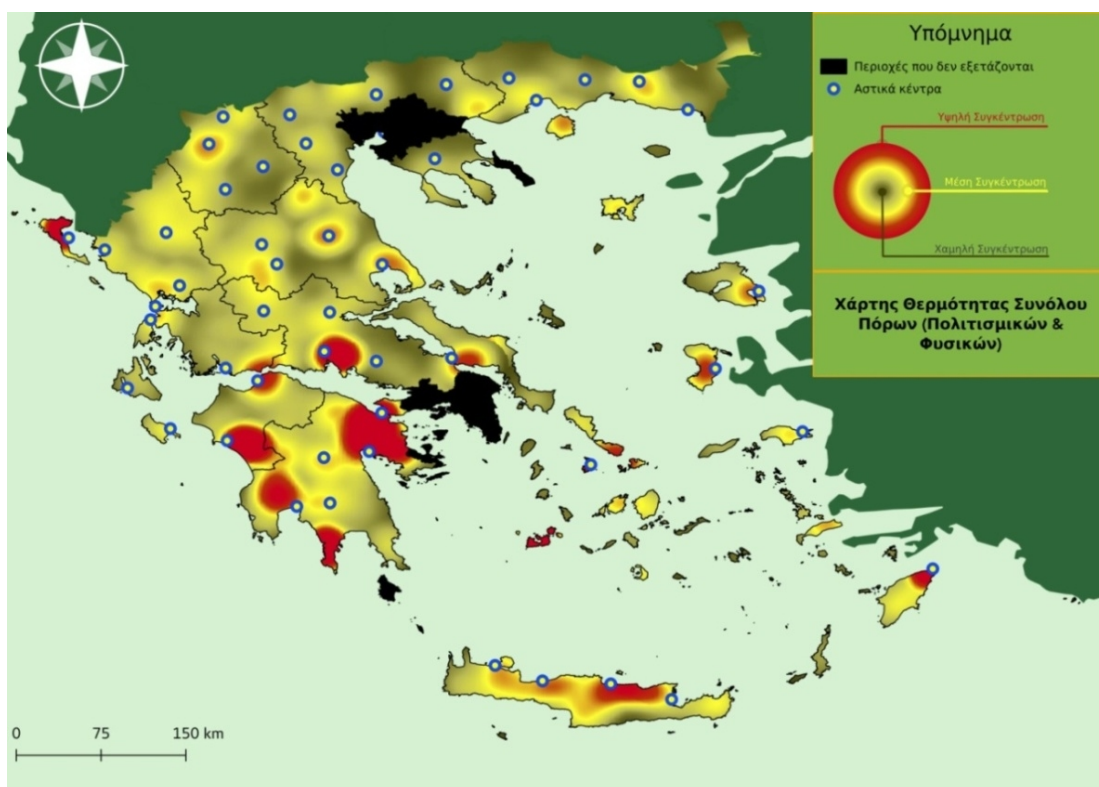 Υπόμνημα
Περιοχές που δεν εξετάζονται
Αστικά κέντρα
Υψηλή Συγκέντρωση
Μέση Συγκέντρωση
Χαμηλή Συγκέντρωση
Χάρτης Θερμότητας Συνόλου
Πόρων (Πολιτισμικών &
Φυσικών)
0 75 150 km